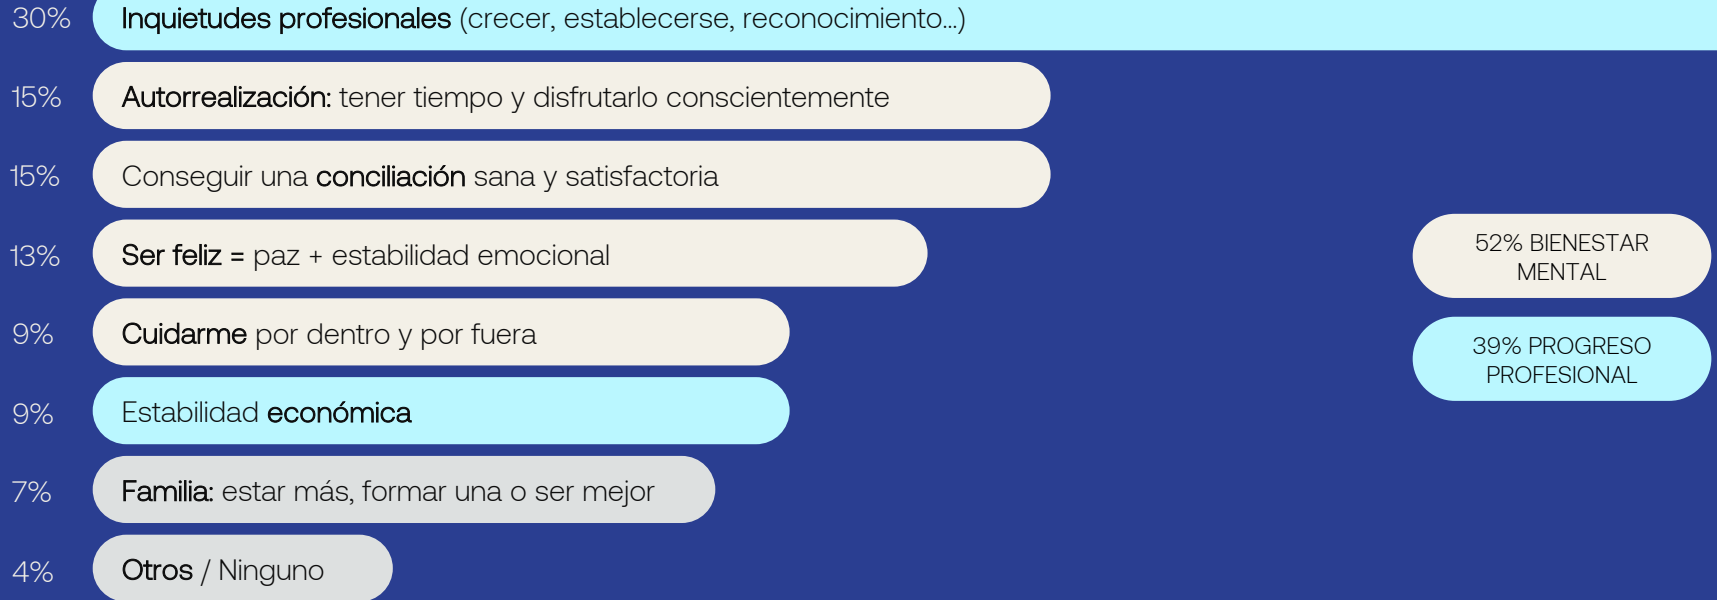 30% Inquietudes profesionales (crecer, establecerse, reconocimiento...)
15% Autorrealización: tener tiempo y disfrutarlo conscientemente
15% Conseguir una conciliación sana y satisfactoria
13% Ser feliz = paz + estabilidad emocional
9% Cuidarme por dentro y por fuera
9% Estabilidad económica
7% Familia: estar más, formar una o ser mejor
4% Otros / Ninguno
52% BIENESTAR
MENTAL
39% PROGRESO
PROFESIONAL